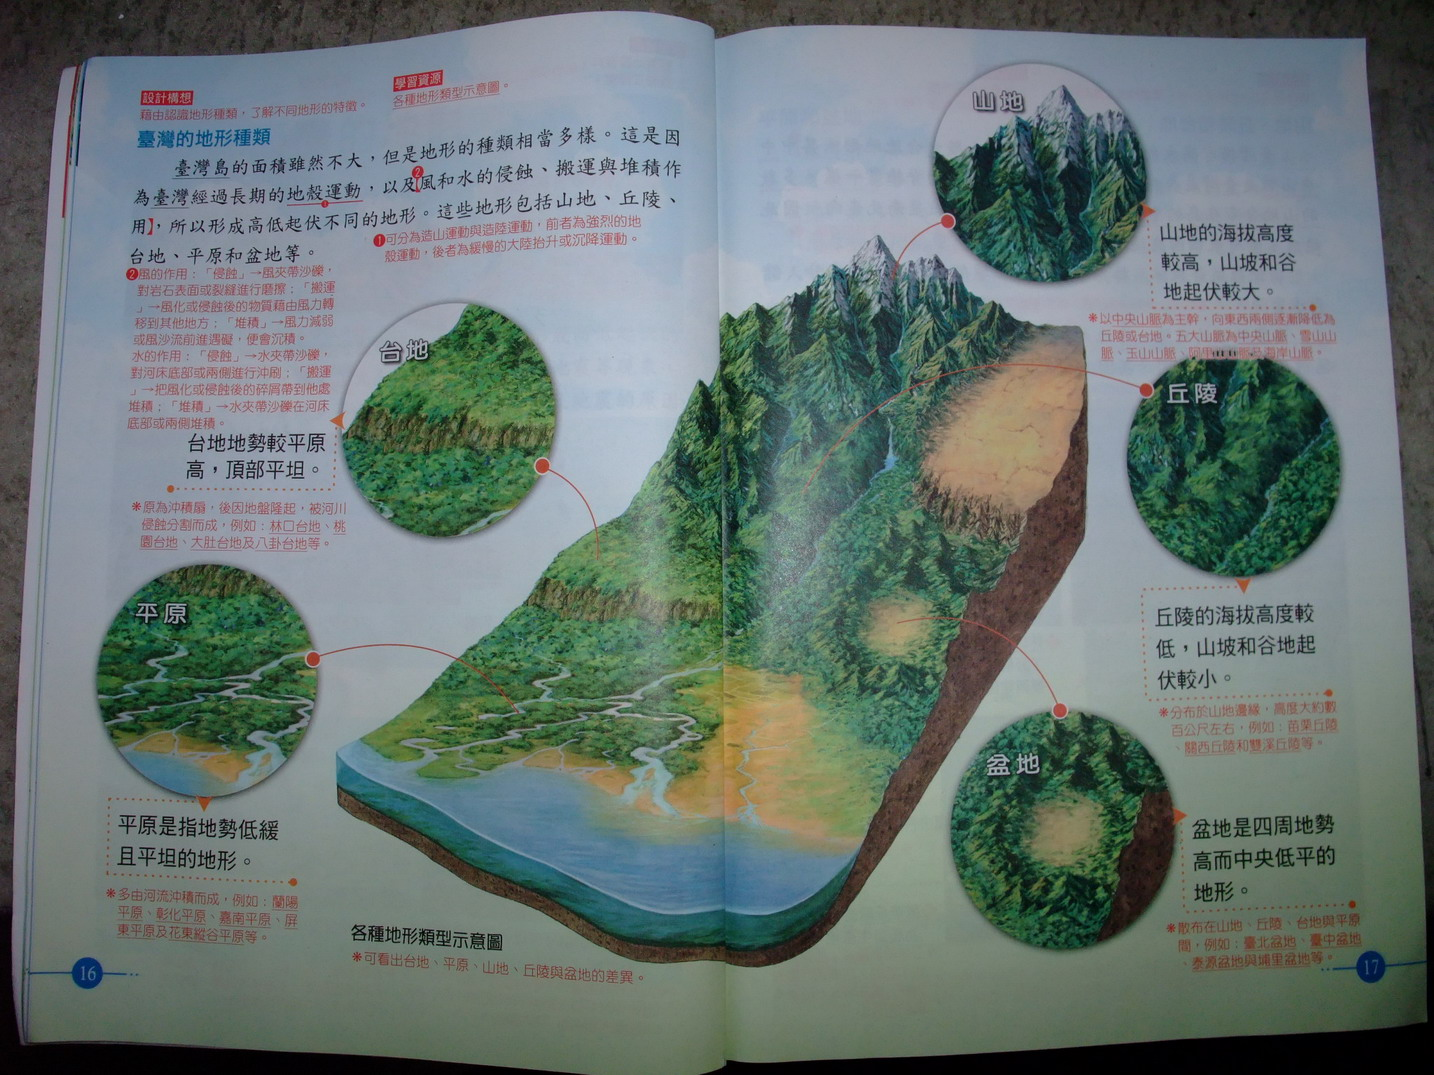 設計構想
藉由認識地形種類，了解不同地形的特徵。
學習資源
各種地形類型示意圖。
臺灣的地形種類
臺灣島的面積雖然不大，但是地形的種類相當多樣。這是因
為臺灣經過長期的地殼運動，以及風和水的侵蝕、搬運與堆積作
用，所以形成高低起伏不同的地形。這些地形包括山地、丘陵、
台地、平原和盆地等。
❶可分為造山運動與造陸運動，前者為強烈的地
殼運動，後者為緩慢的大陸抬升或沉降運動。
❷風的作用：「侵蝕」→風夾帶沙礫，
對岩石表面或裂縫進行磨擦；「搬運
」→風化或侵蝕後的物質藉由風力轉
移到其他地方；「堆積」→風力減弱
或風沙流前進遇礙，便會沉積。
水的作用：「侵蝕」→水夾帶沙礫，
對河床底部或兩側進行沖刷；「搬運
」→把風化或侵蝕後的碎屑帶到他處
堆積；「堆積」→水夾帶沙礫在河床
底部或兩側堆積。
台地
台地地勢較平原
高，頂部平坦。
＊原為沖積扇，後因地盤隆起，被河川
侵蝕分割而成，例如：林口台地、桃
園台地、大肚台地及八卦台地等。
平原
平原是指地勢低緩
且平坦的地形。
＊多由河流沖積而成，例如：蘭陽
平原、彰化平原、嘉南平原、屏
東平原及花東縱谷平原等。
各種地形類型示意圖
＊可看出台地、平原、山地、丘陵與盆地的差異。
16
山地
山地的海拔高度
較高，山坡和谷
地起伏較大。
＊以中央山脈為主幹，向東西兩側逐漸降低為
丘陵或台地。五大山脈為中央山脈、雪山山
脈、玉山山脈、阿里山山脈及海岸山脈。
丘陵
丘陵的海拔高度較
低，山坡和谷地起
伏較小。
＊分布於山地邊緣，高度大約數
百公尺左右，例如：苗栗丘陵
、關西丘陵和雙溪丘陵等。
盆地
盆地是四周地勢
高而中央低平的
地形。
＊散布在山地、丘陵、台地與平原
間，例如：臺北盆地、臺中盆地
、泰源盆地與埔里盆地等。
17